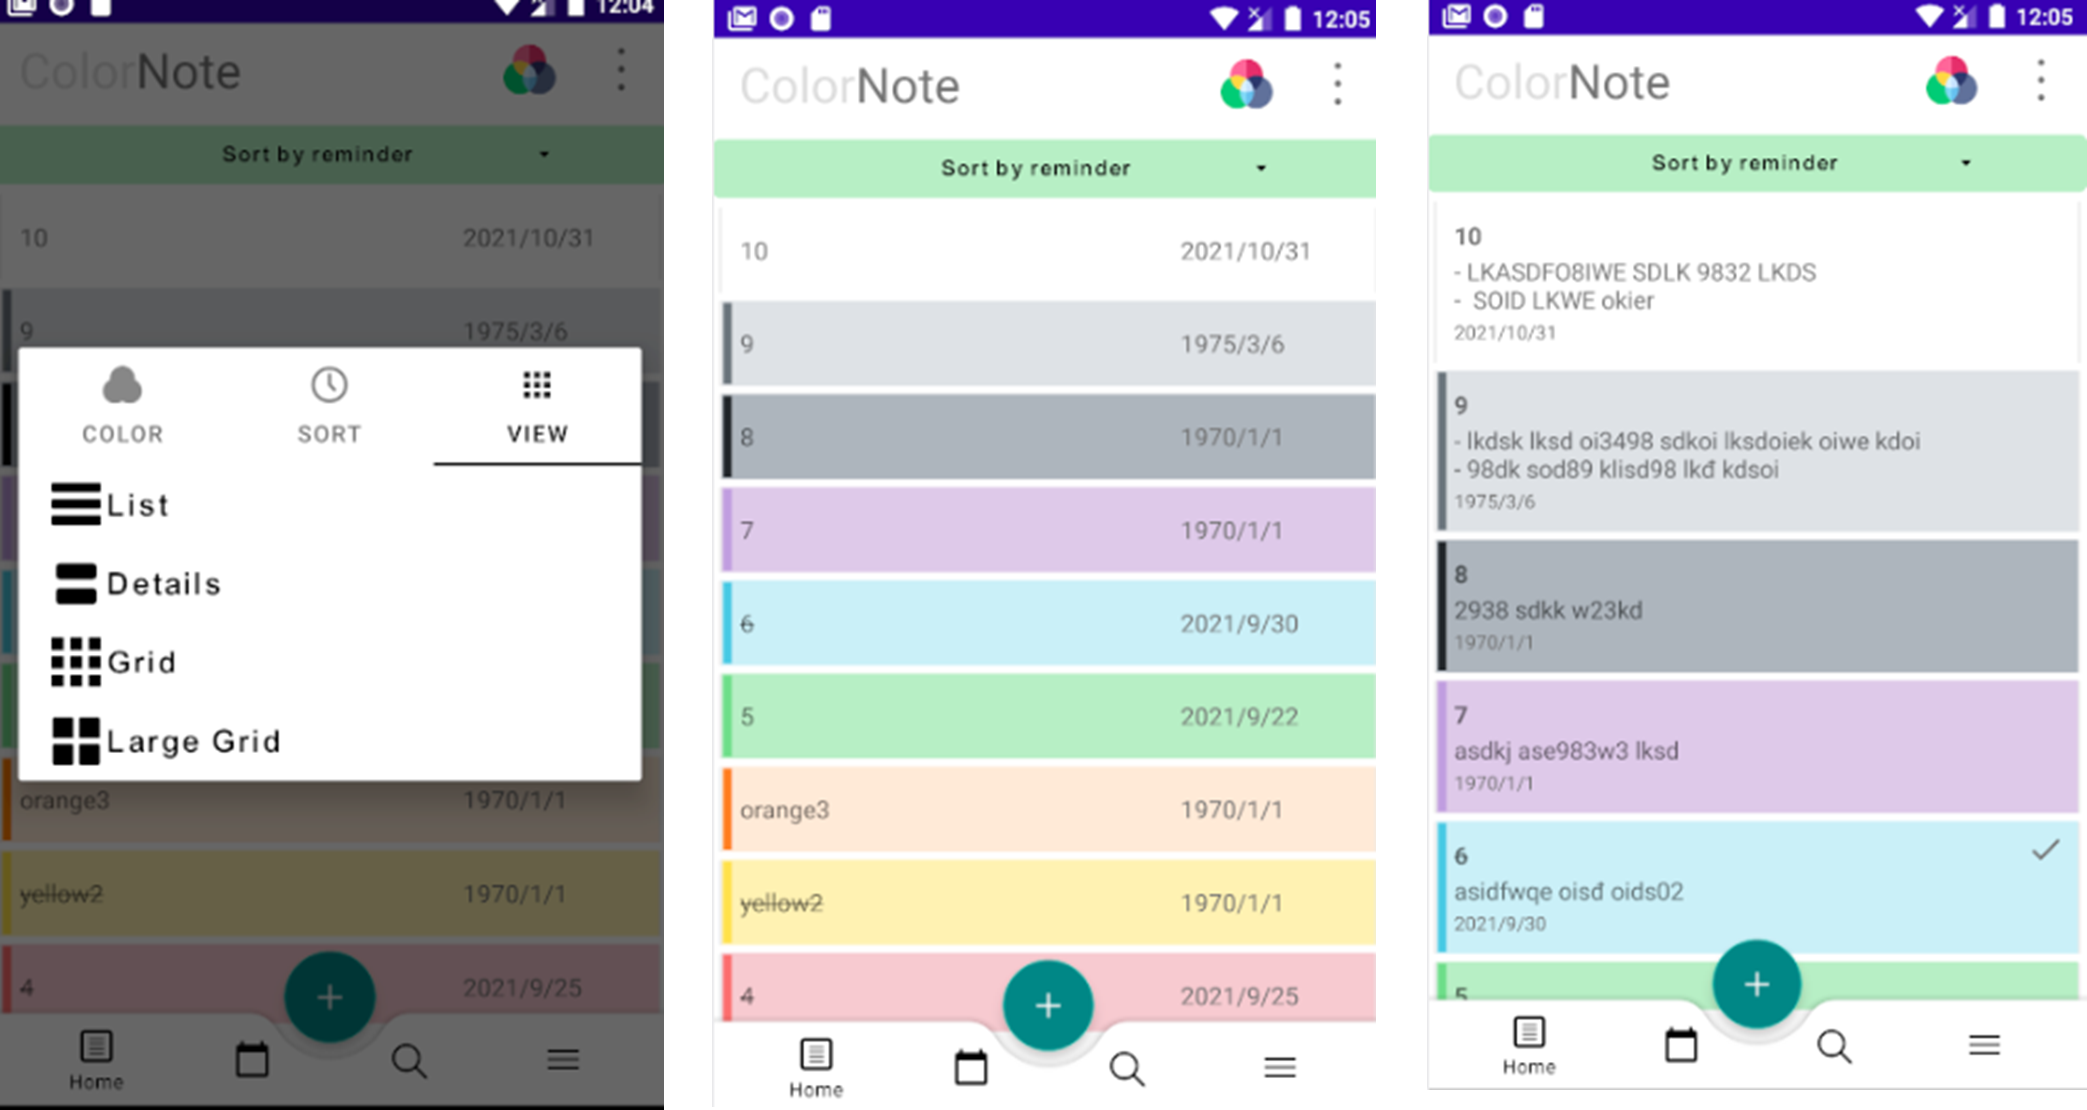 12:04
ColorNote
Sort by reminder
10 2021/10/31
9 1975/3/6
COLOR SORT VIEW
List
Details
Grid
Large Grid
orange3 1970/1/1
yellow2 1970/1/1
4 2021/9/25
Home
12:05
ColorNote
Sort by reminder
10 2021/10/31
9 1975/3/6
8 1970/1/1
7 1970/1/1
6 2021/9/30
5 2021/9/22
orange3 1970/1/1
yellow2 1970/1/1
4 2021/9/25
Home
12:05
ColorNote
Sort by reminder
10
- LKASDFO8IWE SDLK 9832 LKDS
- SOID LKWE okier
2021/10/31
9
- lkdsk lksd oi3498 sdkoi lksdoiek oiwe kdoi
- 98dk sod89 klisd98 lkđ kdsoi
1975/3/6
8
2938 sdkk w23kd
1970/1/1
7
asdkj ase983w3 lksd
1970/1/1
6
asidfwqe oisđ oids02
2021/9/30
5
Home